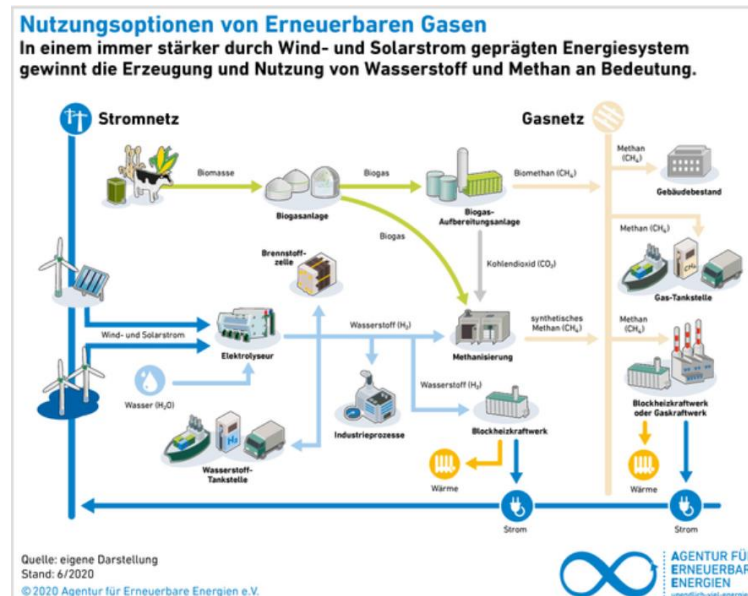 Nutzungsoptionen von Erneuerbaren Gasen
In einem immer stärker durch Wind- und Solarstrom geprägten Energiesystem
gewinnt die Erzeugung und Nutzung von Wasserstoff und Methan an Bedeutung.
Stromnetz
Gasnetz
Biomasse
Biogasanlage
Biogas
Biogas-
Aufbereitungsanlage
Biomethan (CH₄)
Methan
(CH₄)
Gebäudebestand
Biogas
Kohlendioxid (CO₂)
Methan (CH₄)
CH₄
Gas-Tankstelle
Brennstoff-
zelle
Wind- und Solarstrom
Elektrolyseur
Wasserstoff (H₂)
Methanisierung
synthetisches
Methan (CH₄)
Methan
(CH₄)
Wasser (H₂O)
Industrieprozesse
Wasserstoff (H₂)
Blockheizkraftwerk
Blockheizkraftwerk
oder Gaskraftwerk
H₂
Wasserstoff-
Tankstelle
Wärme
Strom
Wärme
Strom
Quelle: eigene Darstellung
Stand: 6/2020
© 2020 Agentur für Erneuerbare Energien e.V.
AGENTUR FÜR
ERNEUERBARE
ENERGIEN